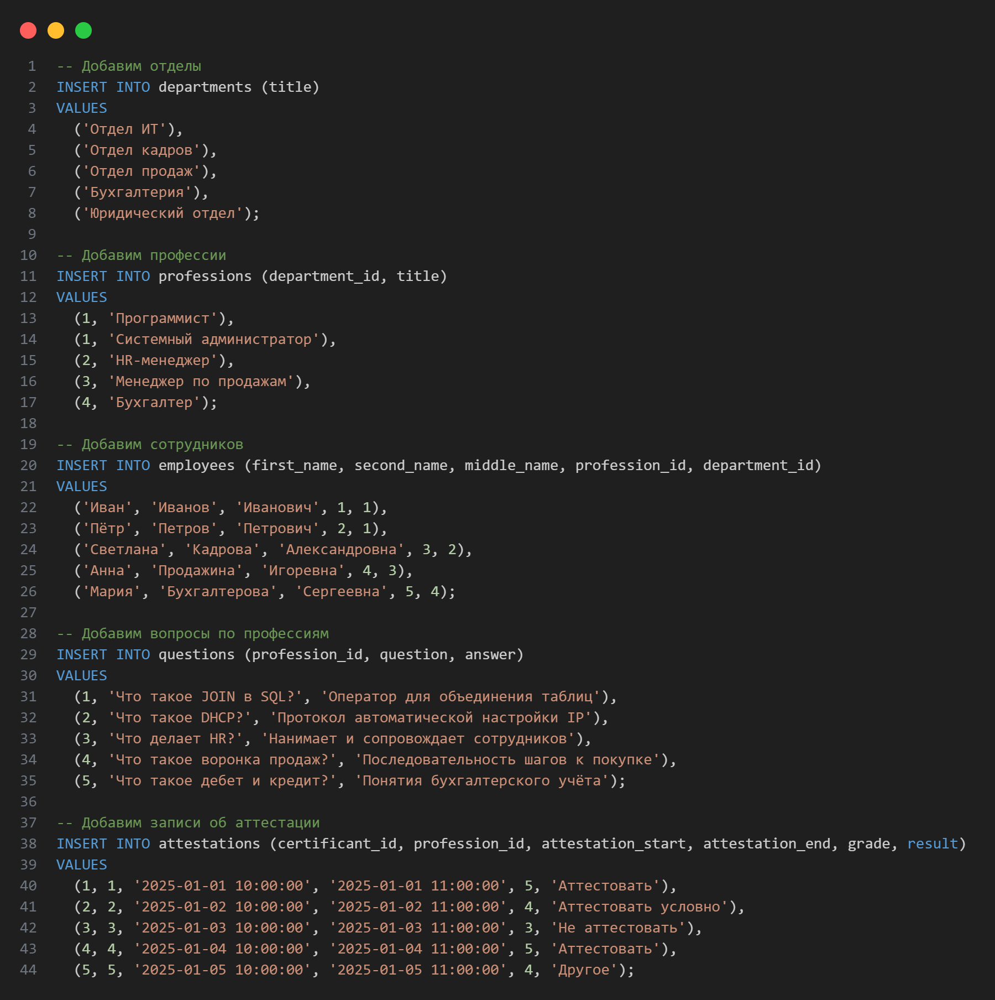 1 -- Добавим отделы
2 INSERT INTO departments (title)
3 VALUES
4 ('Отдел ИТ'),
5 ('Отдел кадров'),
6 ('Отдел продаж'),
7 ('Бухгалтерия'),
8 ('Юридический отдел');
9
10 -- Добавим профессии
11 INSERT INTO professions (department_id, title)
12 VALUES
13 (1, 'Программист'),
14 (1, 'Системный администратор'),
15 (2, 'HR-менеджер'),
16 (3, 'Менеджер по продажам'),
17 (4, 'Бухгалтер');
18
19 -- Добавим сотрудников
20 INSERT INTO employees (first_name, second_name, middle_name, profession_id, department_id)
21 VALUES
22 ('Иван', 'Иванов', 'Иванович', 1, 1),
23 ('Пётр', 'Петров', 'Петрович', 2, 1),
24 ('Светлана', 'Кадрова', 'Александровна', 3, 2),
25 ('Анна', 'Продажина', 'Игоревна', 4, 3),
26 ('Мария', 'Бухгалтерова', 'Сергеевна', 5, 4);
27
28 -- Добавим вопросы по профессиям
29 INSERT INTO questions (profession_id, question, answer)
30 VALUES
31 (1, 'Что такое JOIN в SQL?', 'Оператор для объединения таблиц'),
32 (2, 'Что такое DHCP?', 'Протокол автоматической настройки IP'),
33 (3, 'Что делает HR?', 'Нанимает и сопровождает сотрудников'),
34 (4, 'Что такое воронка продаж?', 'Последовательность шагов к покупке'),
35 (5, 'Что такое дебет и кредит?', 'Понятия бухгалтерского учёта');
36
37 -- Добавим записи об аттестации
38 INSERT INTO attestations (certificant_id, profession_id, attestation_start, attestation_end, grade, result)
39 VALUES
40 (1, 1, '2025-01-01 10:00:00', '2025-01-01 11:00:00', 5, 'Аттестовать'),
41 (2, 2, '2025-01-02 10:00:00', '2025-01-02 11:00:00', 4, 'Аттестовать условно'),
42 (3, 3, '2025-01-03 10:00:00', '2025-01-03 11:00:00', 3, 'Не аттестовать'),
43 (4, 4, '2025-01-04 10:00:00', '2025-01-04 11:00:00', 5, 'Аттестовать'),
44 (5, 5, '2025-01-05 10:00:00', '2025-01-05 11:00:00', 4, 'Другое');